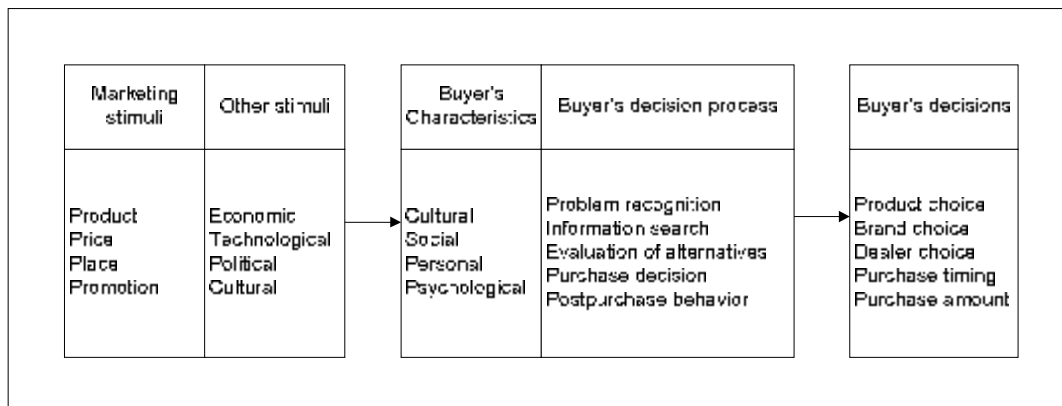 Marketing
stimuli
Other stimuli
Buyer's
Characteristics
Buyer's decision process
Buyer's decisions
Product
Price
Place
Promotion
Economic
Technological
Political
Cultural
Cultural
Social
Personal
Psychological
Problem recognition
Information search
Evaluation of alternatives
Purchase decision
Postpurchase behavior
Product choice
Brand choice
Dealer choice
Purchase timing
Purchase amount